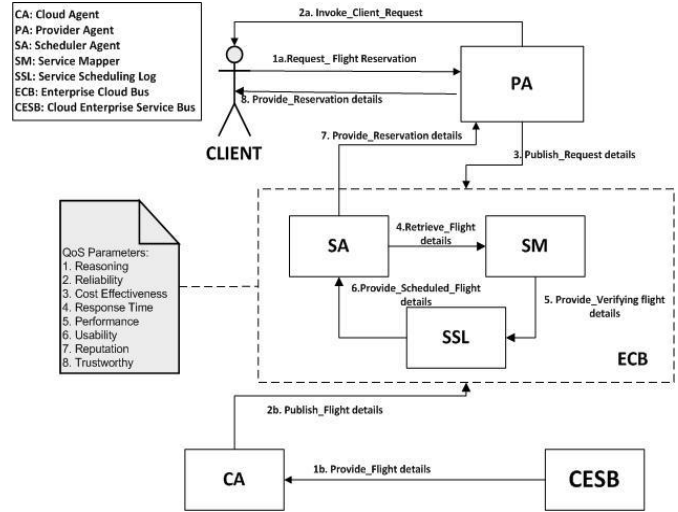 CA: Cloud Agent
PA: Provider Agent
SA: Scheduler Agent
SM: Service Mapper
SSL: Service Scheduling Log
ECB: Enterprise Cloud Bus
CESB: Cloud Enterprise Service Bus
2a. Invoke_Client_Request
1a.Request_ Flight Reservation
PA
8. Provide_Reservation details
CLIENT
7. Provide_Reservation details
3. Publish_Request details
QoS Parameters:
1. Reasoning
2. Reliability
3. Cost Effectiveness
4. Response Time
5. Performance
6. Usability
7. Reputation
8. Trustworthy
SA
4.Retrieve_Flight
details
SM
6.Provide_Scheduled_Flight
details
5. Provide_Verifying flight
details
SSL
ECB
2b. Publish_Flight details
CA
1b. Provide_Flight details
CESB